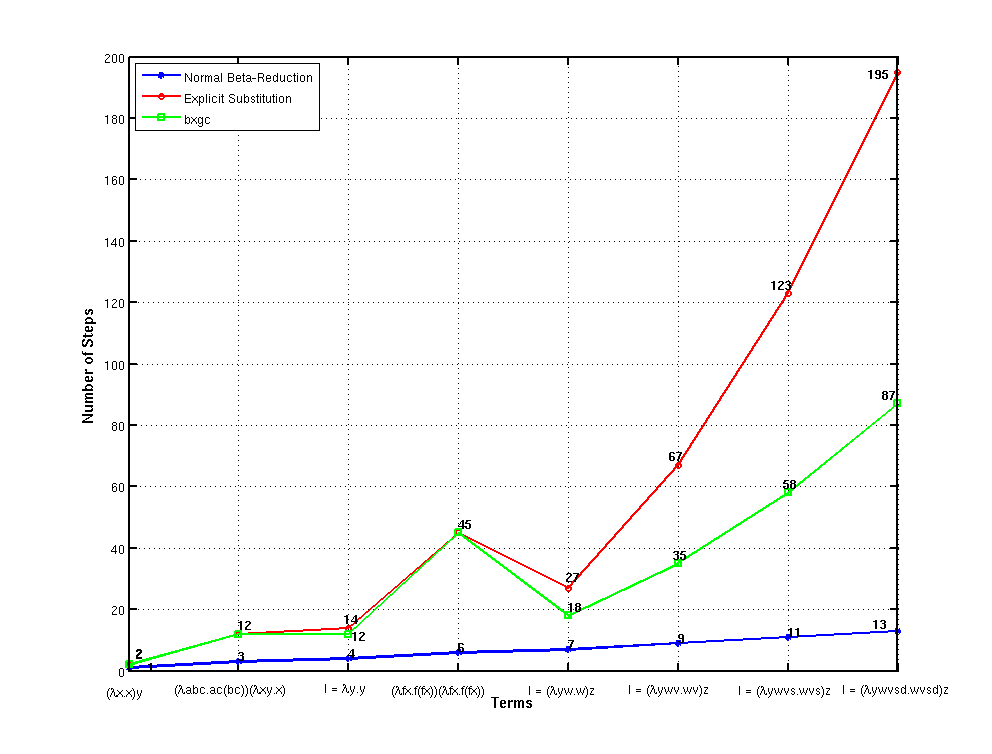 200
180
160
140
120
100
80
60
40
20
0
Number of Steps
Normal Beta-Reduction
Explicit Substitution
bxgc
195
123
87
67
58
45
35
27
18
14
12
12
13
11
9
7
6
4
3
2
1
(λx.x)y
(λabc.ac(bc))(λxy.x)
I = λy.y
(λfx.f(fx))(λfx.f(fx))
I = (λyw.w)z
I = (λywv.wv)z
I = (λywvs.wvs)z
I = (λywvsd.wvsd)z
Terms